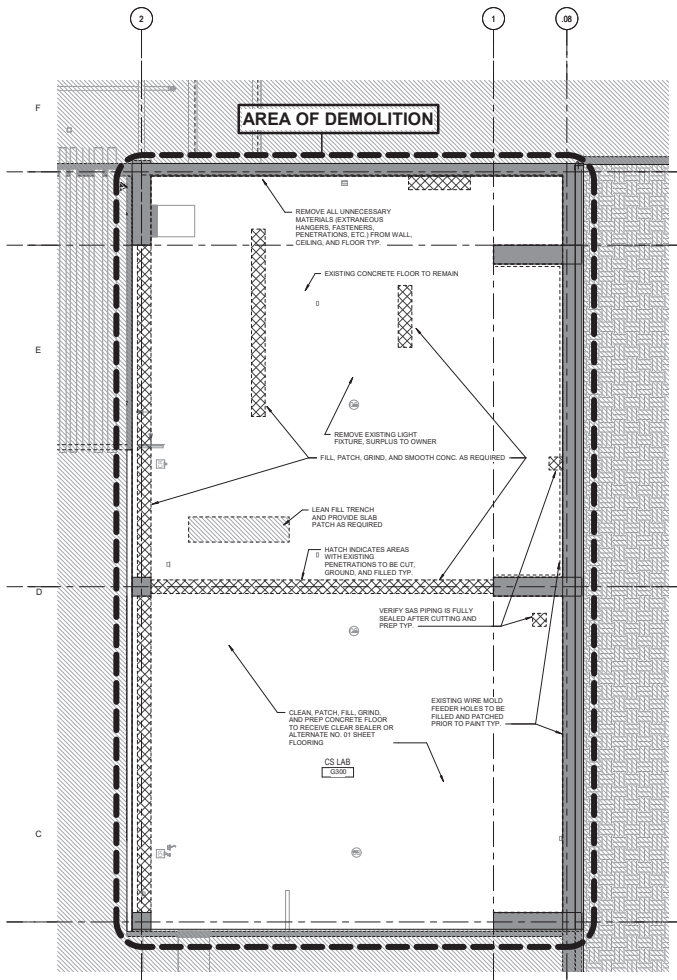 2
1
.08
F
AREA OF DEMOLITION
REMOVE ALL UNNECESSARY
MATERIALS (EXTRANEOUS
HANGERS, FASTENERS,
PENETRATIONS, ETC.) FROM WALL,
CEILING, AND FLOOR TYP.
EXISTING CONCRETE FLOOR TO REMAIN
E
REMOVE EXISTING LIGHT
FIXTURE, SURPLUS TO OWNER
FILL, PATCH, GRIND, AND SMOOTH CONC. AS REQUIRED
LEAN FILL TRENCH
AND PROVIDE SLAB
PATCH AS REQUIRED
HATCH INDICATES AREAS
WITH EXISTING
PENETRATIONS TO BE CUT,
GROUND, AND FILLED TYP.
D
VERIFY SAS PIPING IS FULLY
SEALED AFTER CUTTING AND
PREP TYP.
EXISTING WIRE MOLD
FEEDER HOLES TO BE
FILLED AND PATCHED
PRIOR TO PAINT TYP.
CLEAN, PATCH, FILL, GRIND,
AND PREP CONCRETE FLOOR
TO RECEIVE CLEAR SEALER OR
ALTERNATE NO. 01 SHEET
FLOORING
CS LAB
G300
C